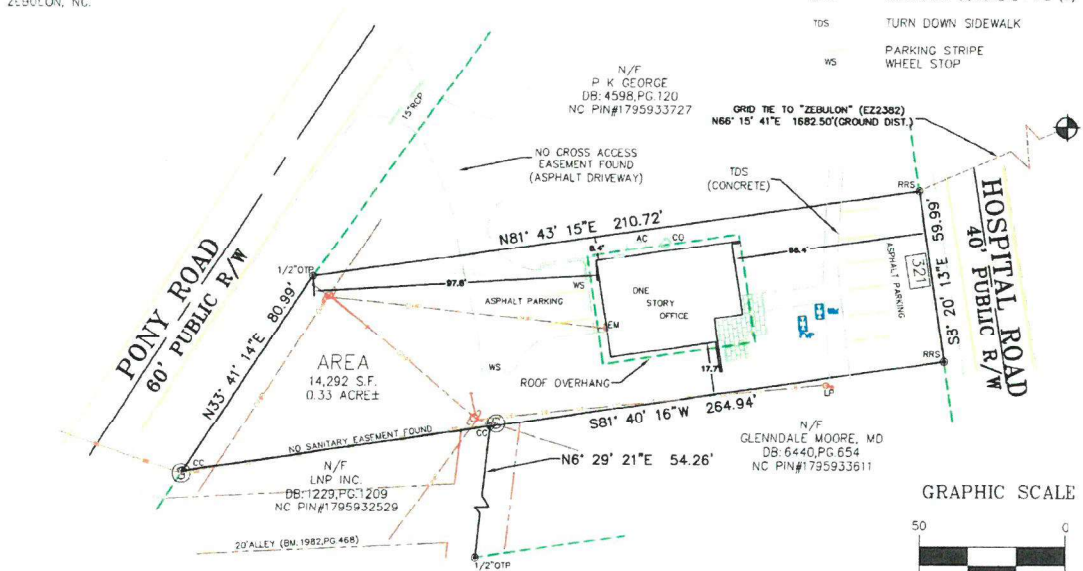 ZEBULON, NC.
TDS TURN DOWN SIDEWALK
WS PARKING STRIPE
WHEEL STOP
N/F
P K GEORGE
DB: 4598,PG.120
NC PIN#1795933727
GRID TIE TO "ZEBULON" (EZ2382)
N66° 15' 41"E 1682.50'(GROUND DIST.)
15"RCP
NO CROSS ACCESS
EASEMENT FOUND
(ASPHALT DRIVEWAY)
TDS
(CONCRETE)
RRS
HOSPITAL ROAD
40' PUBLIC R/W
N81° 43' 15"E 210.72'
S8° 20' 13"E 59.99'
321
ASPHALT PARKING
AC CO
1/2"OTP
97.8'
WS
ASPHALT PARKING
ONE
STORY
OFFICE
EM
PONY ROAD
60' PUBLIC R/W
N33° 41' 14"E 80.99'
AREA
14,292 S.F.
0.33 ACRE±
WS
ROOF OVERHANG
17.7'
RRS
LP
S81° 40' 16"W 264.94'
CC
NO SANITARY EASEMENT FOUND
CC
N/F
LNP INC.
DB: 1229,PG.1209
NC PIN#1795932529
N6° 29' 21"E 54.26'
N/F
GLENNDALE MOORE, MD
DB: 6440,PG.654
NC PIN#1795933611
20'ALLEY (BM.1982,PG.468)
1/2"OTP
GRAPHIC SCALE
50 0